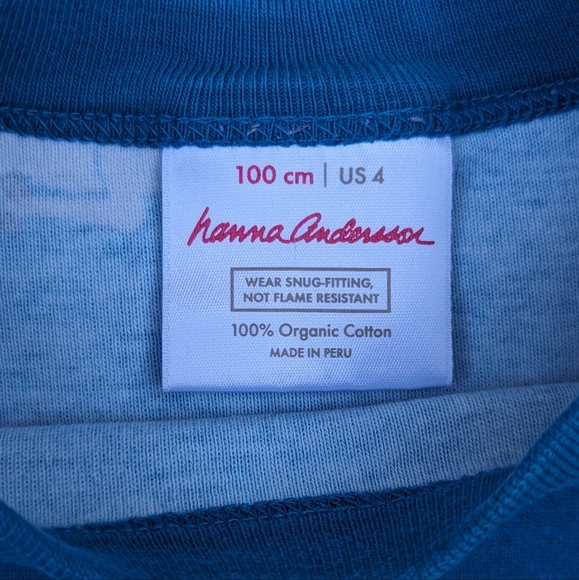 100 cm | US 4
hanna Andersson
WEAR SNUG-FITTING,
NOT FLAME RESISTANT
100% Organic Cotton
MADE IN PERU